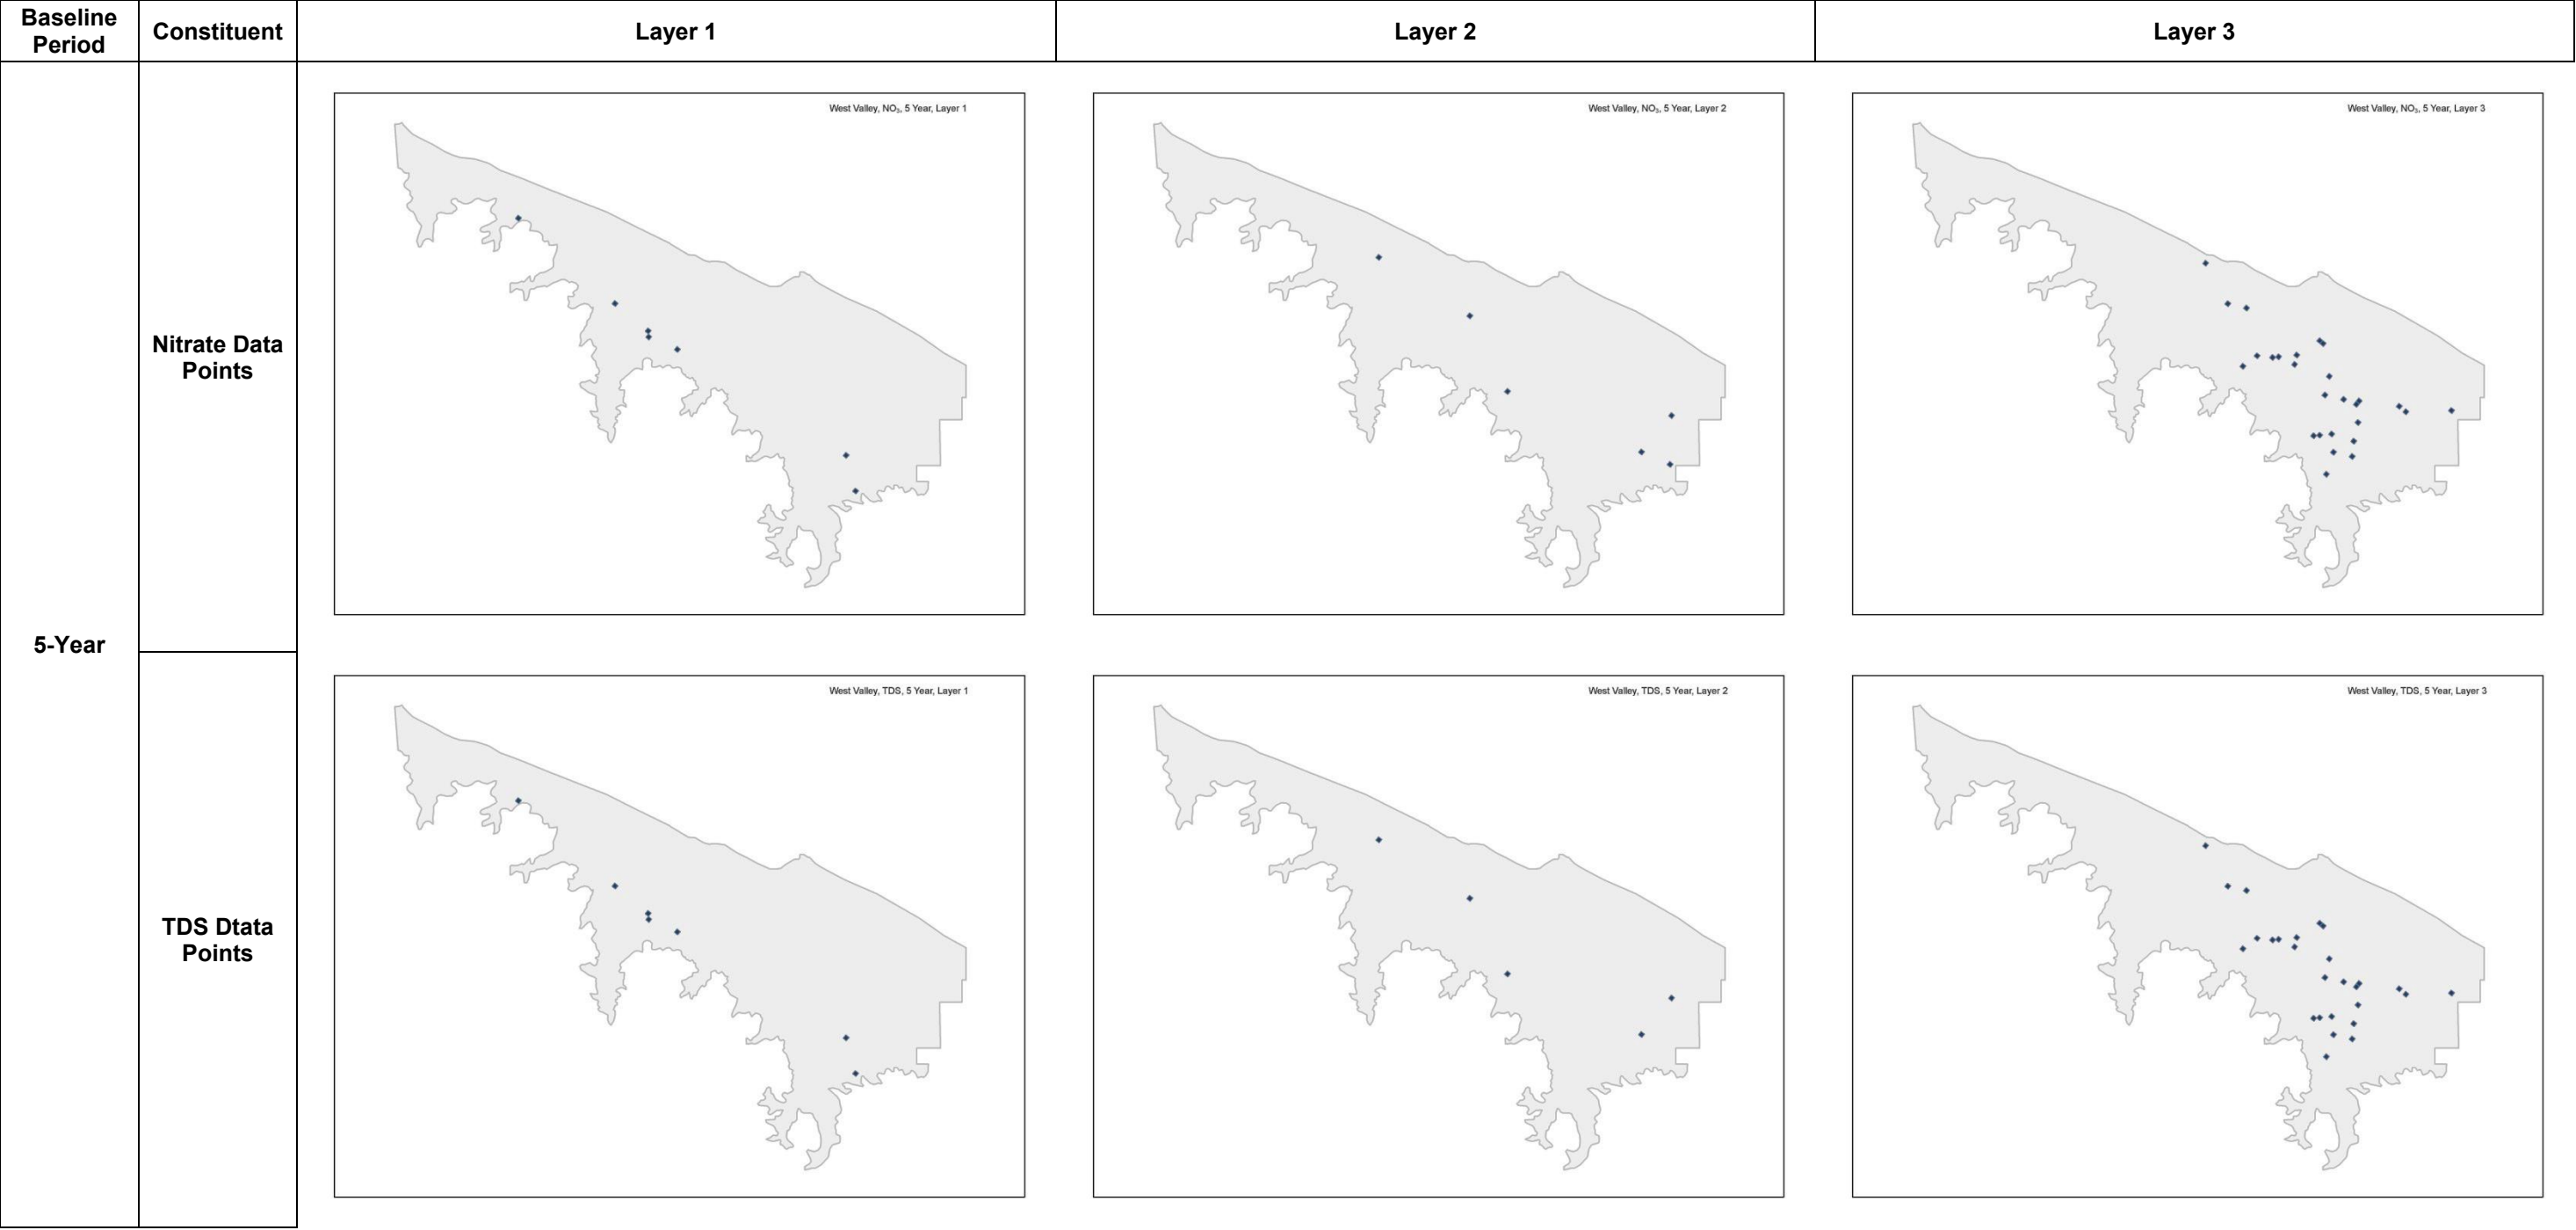 Baseline
Period
Constituent
Layer 1
Layer 2
Layer 3
5-Year
Nitrate Data
Points
West Valley, NO₃, 5 Year, Layer 1
West Valley, NO₃, 5 Year, Layer 2
West Valley, NO₃, 5 Year, Layer 3
TDS Dtata
Points
West Valley, TDS, 5 Year, Layer 1
West Valley, TDS, 5 Year, Layer 2
West Valley, TDS, 5 Year, Layer 3